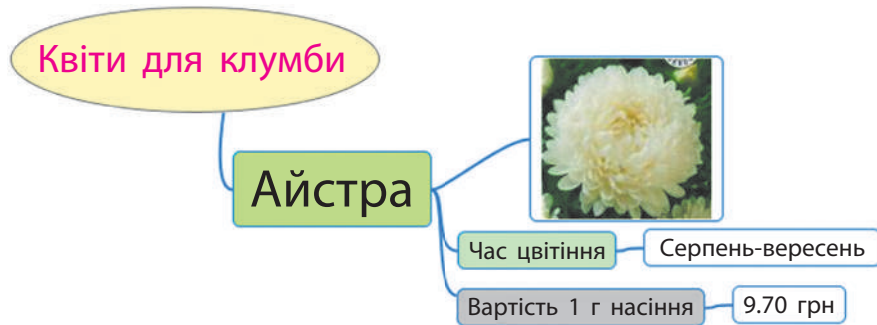 Квіти для клумби
Айстра
Час цвітіння
Серпень-вересень
Вартість 1 г насіння
9.70 грн